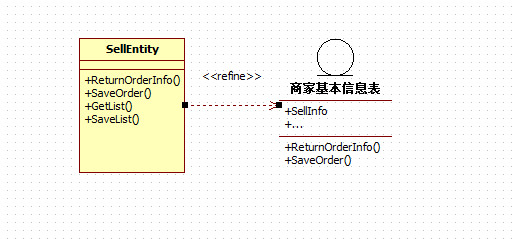 SellEntity
+ReturnOrderInfo()
+SaveOrder()
+GetList()
+SaveList()
<<refine>>
商家基本信息表
+SellInfo
+...
+ReturnOrderInfo()
+SaveOrder()